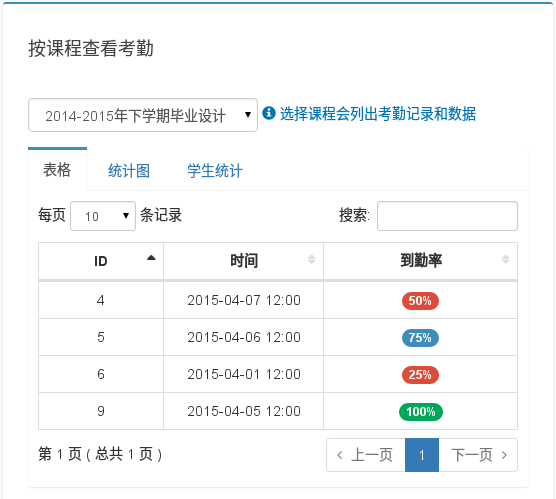 按课程查看考勤
2014-2015年下学期毕业设计 选择课程会列出考勤记录和数据
表格 统计图 学生统计
每页 10 条记录 搜索:
ID 时间 到勤率
4 2015-04-07 12:00 50%
5 2015-04-06 12:00 75%
6 2015-04-01 12:00 25%
9 2015-04-05 12:00 100%
第 1 页 ( 总共 1 页 ) 上一页 1 下一页